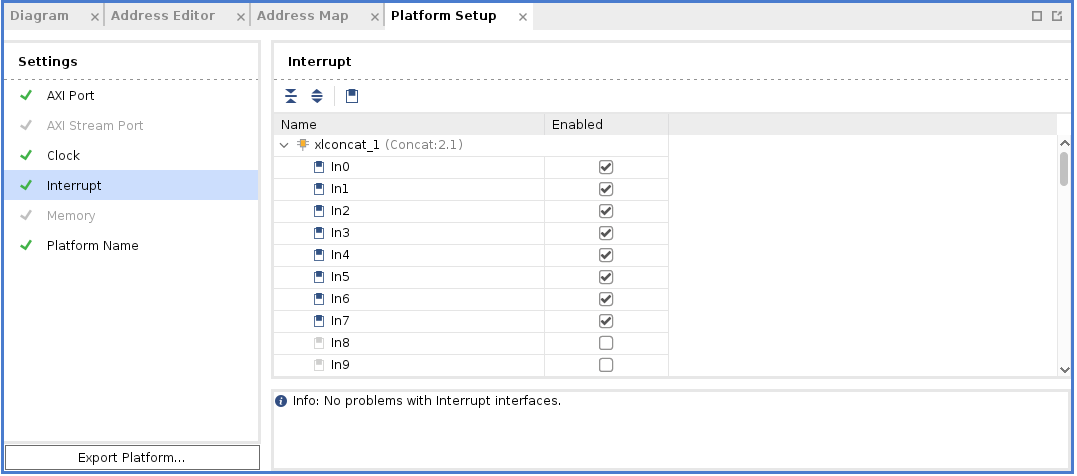 Diagram Address Editor Address Map Platform Setup
Settings
AXI Port
AXI Stream Port
Clock
Interrupt
Memory
Platform Name
Export Platform...
Interrupt
Name Enabled
xlconcat_1 (Concat:2.1)
In0
In1
In2
In3
In4
In5
In6
In7
In8
In9
Info: No problems with Interrupt interfaces.